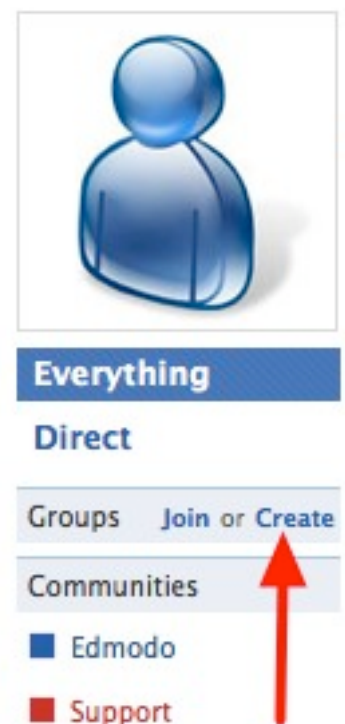 Everything
Direct
Groups Join or Create
Communities
Edmodo
Support